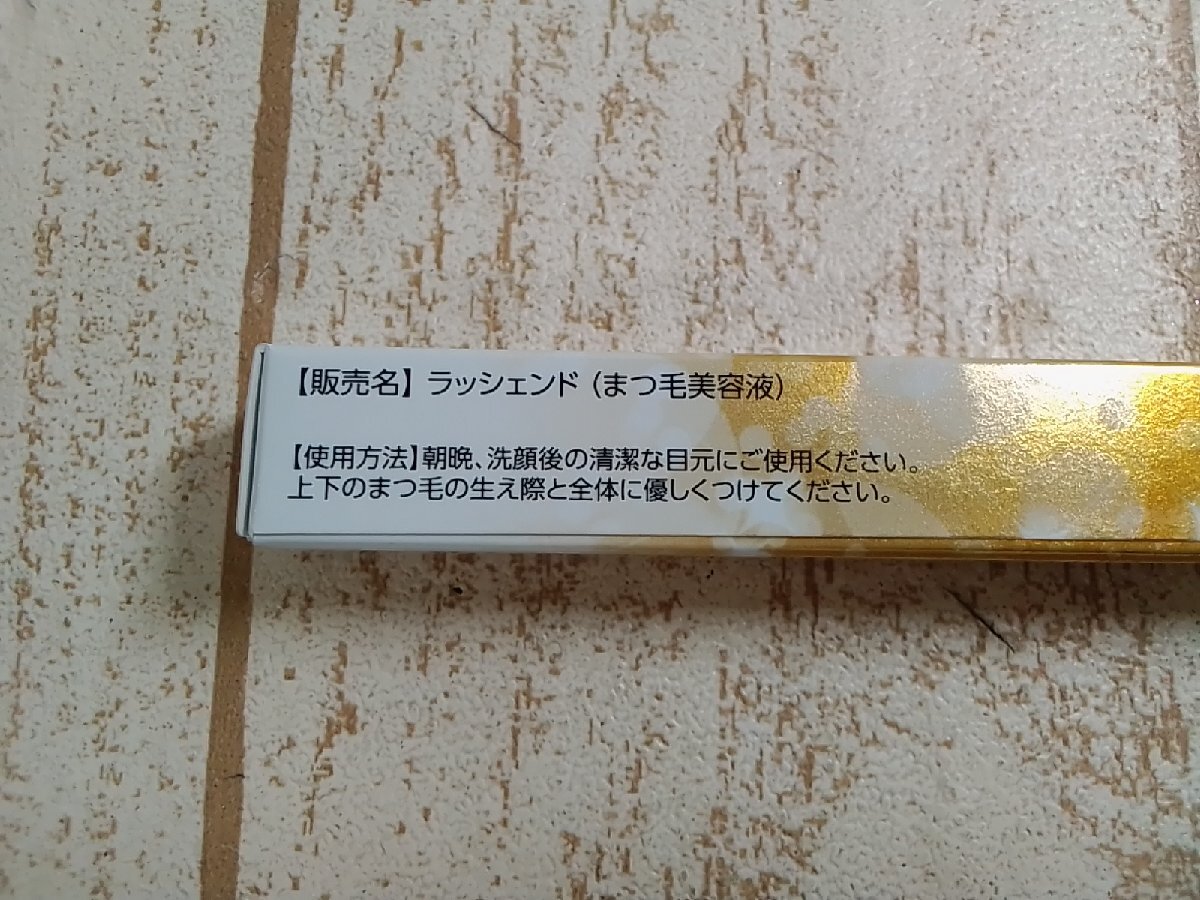 【販売名】ラッシェンド(まつ毛美容液)
【使用方法】朝晩、洗顔後の清潔な目元にご使用ください。
上下のまつ毛の生え際と全体に優しくつけてください。